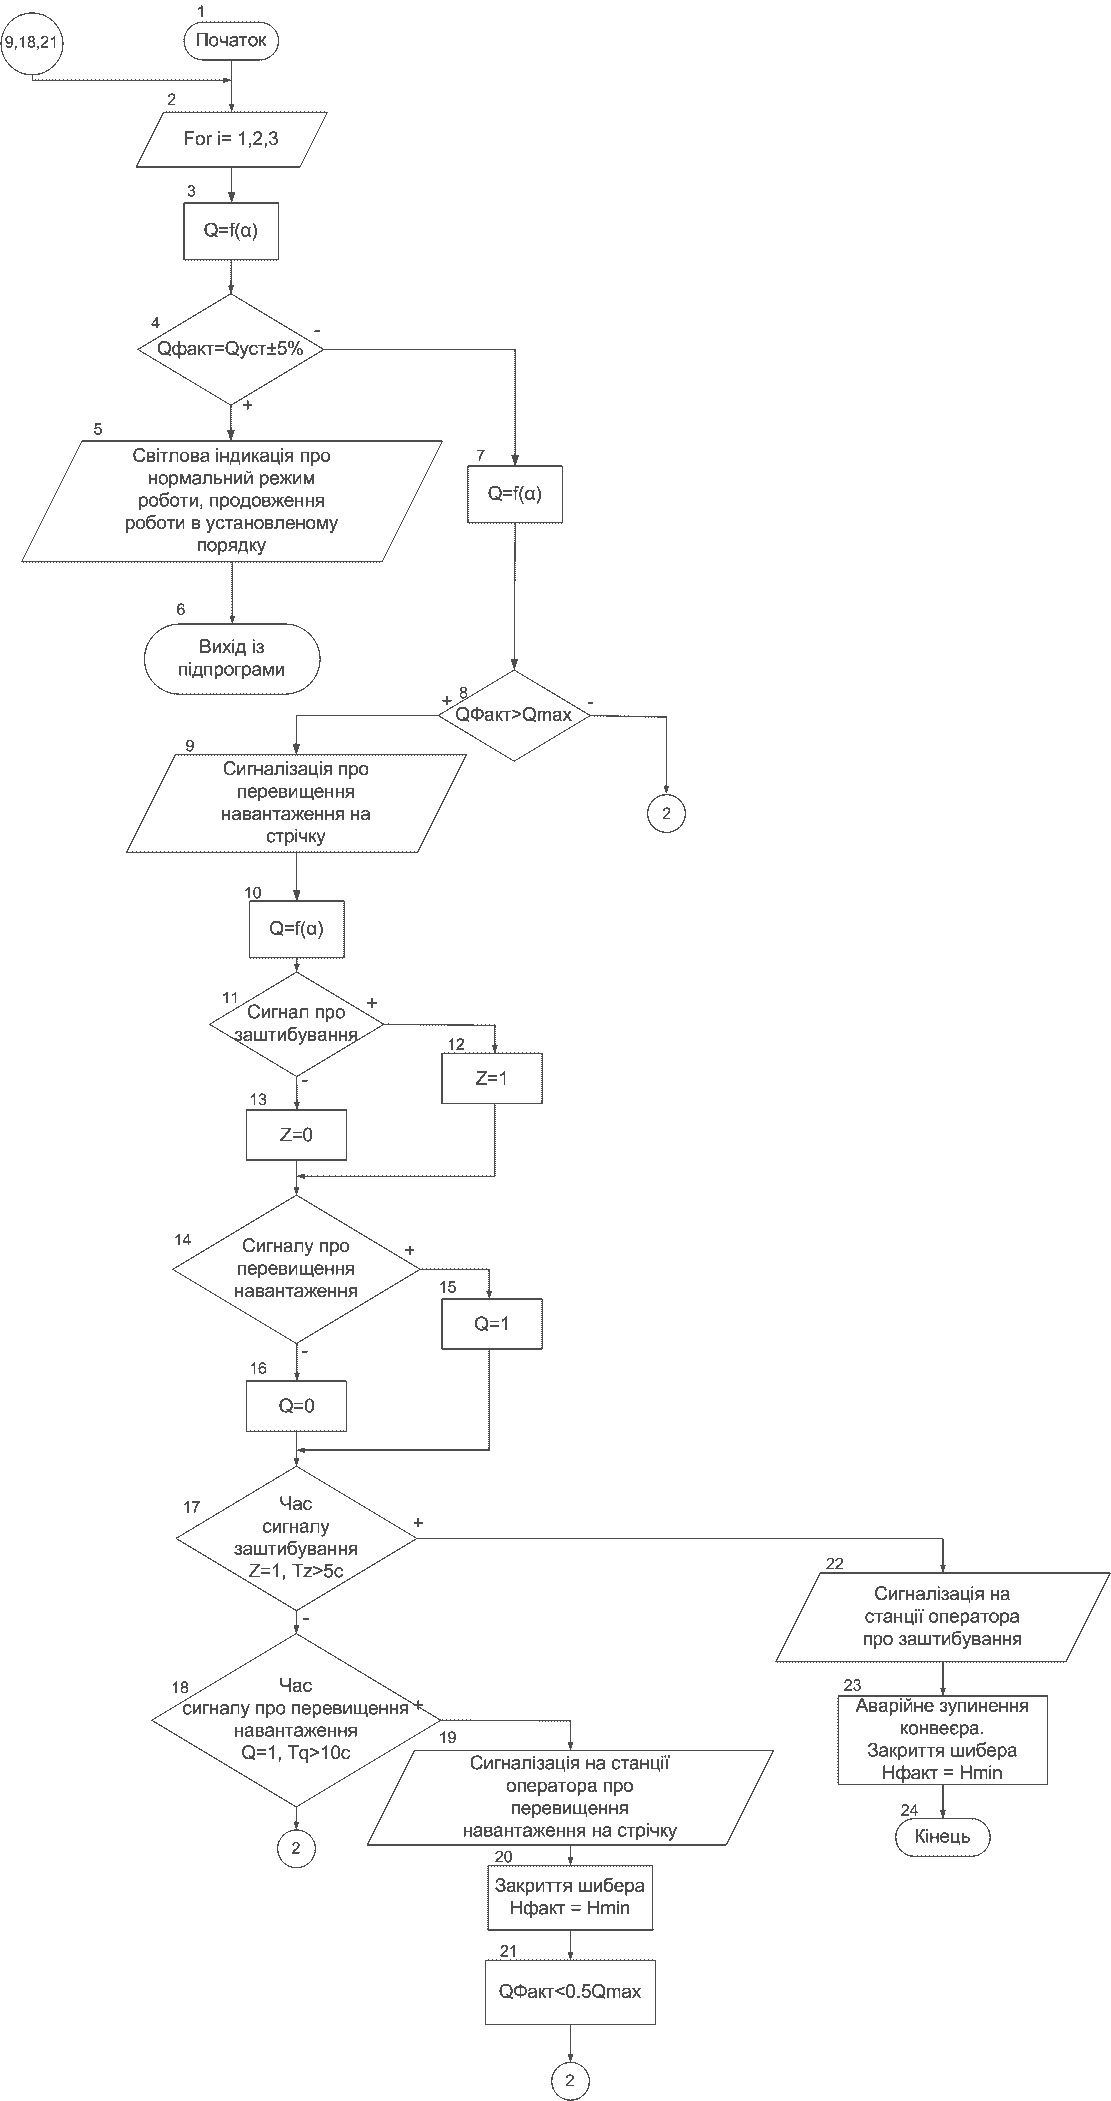 1
9,18,21
Початок
2
For i= 1,2,3
3
Q=f(α)
4
-
Qфакт=Qуст±5%
+
5
Світлова індикація про
нормальний режим
роботи, продовження
роботи в установленому
порядку
7
Q=f(α)
6
Вихід із
підпрограми
+
8
-
QФакт>Qmax
9
Сигналізація про
перевищення
навантаження на
стрічку
2
10
Q=f(α)
11
+
Сигнал про
заштибування
-
12
Z=1
13
Z=0
14
Сигналу про
перевищення
навантаження
+
15
Q=1
-
16
Q=0
17
Час
сигналу
заштибування
Z=1, Tz>5c
+
-
22
Сигналізація на
станції оператора
про заштибування
18
Час
сигналу про перевищення
навантаження
Q=1, Tq>10c
+
23
Аварійне зупинення
конвеєра.
Закриття шибера
Hфакт = Hmin
19
Сигналізація на станції
оператора про
перевищення
навантаження на стрічку
24
Кінець
2
20
Закриття шибера
Hфакт = Hmin
21
QФакт<0.5Qmax
2